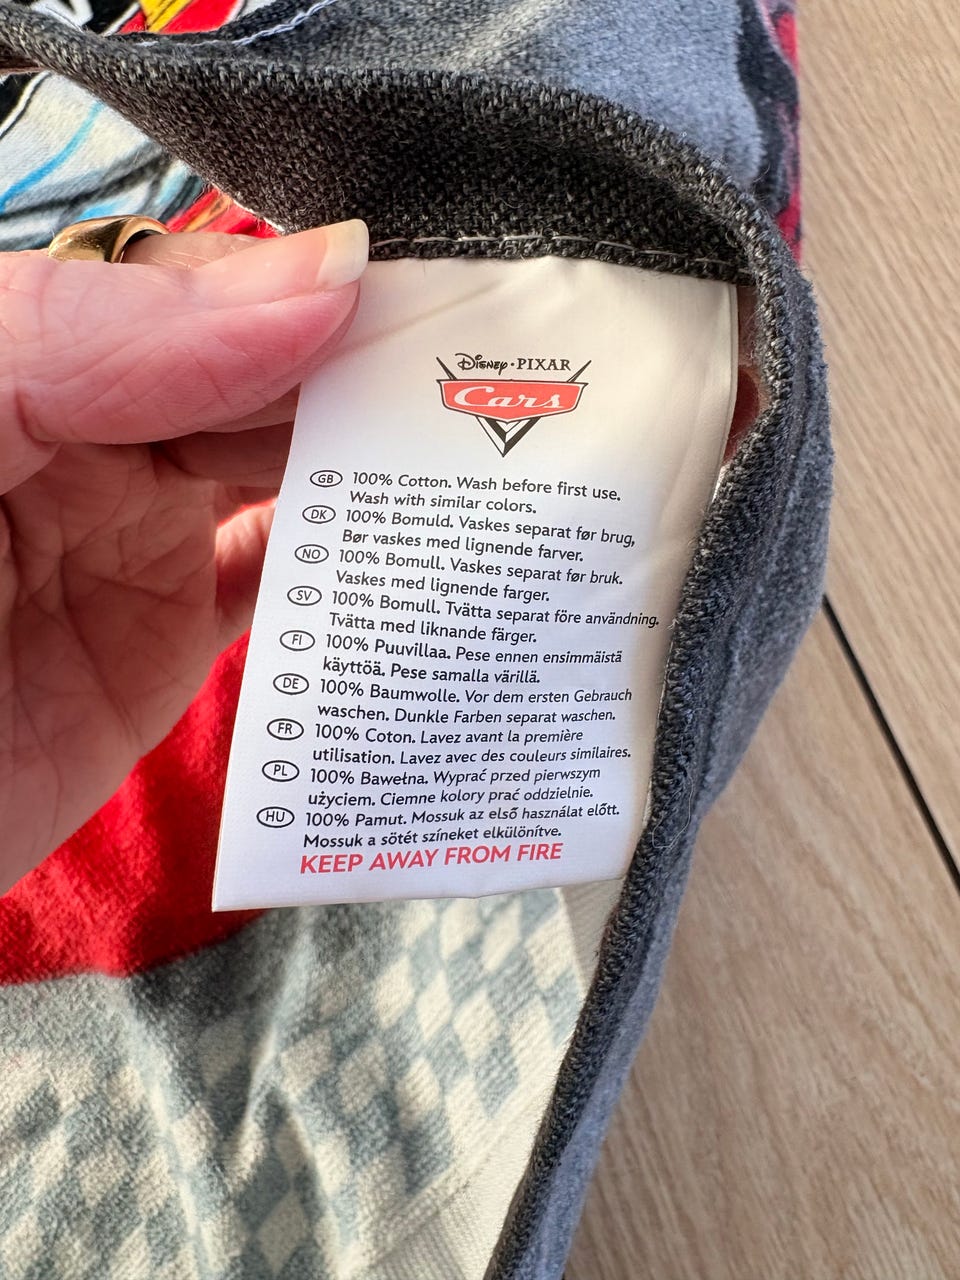 Disney · PIXAR
Cars
GB 100% Cotton. Wash before first use.
Wash with similar colors.
DK 100% Bomuld. Vaskes separat før brug,
Bør vaskes med lignende farver.
NO 100% Bomull. Vaskes separat før bruk.
Vaskes med lignende farger.
SV 100% Bomull. Tvätta separat före användning.
Tvätta med liknande färger.
FI 100% Puuvillaa. Pese ennen ensimmäistä
käyttöä. Pese samalla värillä.
DE 100% Baumwolle. Vor dem ersten Gebrauch
waschen. Dunkle Farben separat waschen.
FR 100% Coton. Lavez avant la première
utilisation. Lavez avec des couleurs similaires.
PL 100% Bawełna. Wyprać przed pierwszym
użyciem. Ciemne kolory prać oddzielnie.
HU 100% Pamut. Mossuk az első használat előtt.
Mossuk a sötét színeket elkülönítve.
KEEP AWAY FROM FIRE